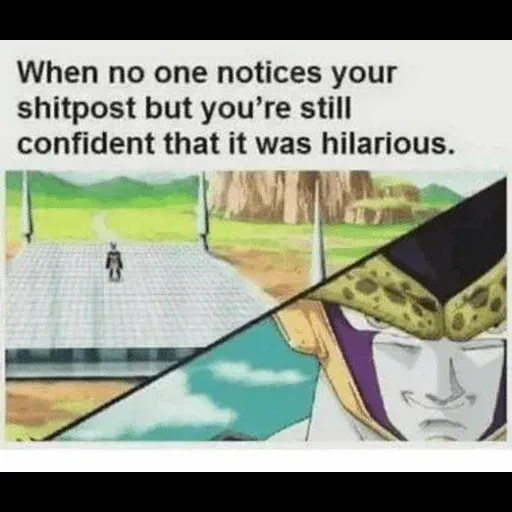 When no one notices your
shitpost but you’re still
confident that it was hilarious.